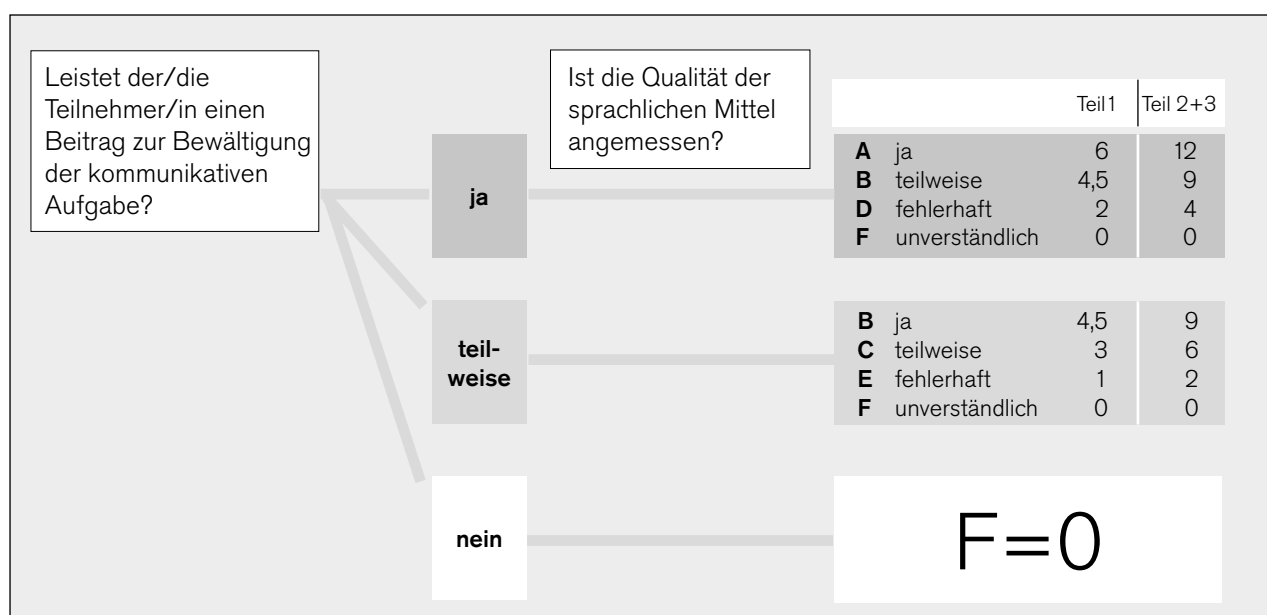 Leistet der/die
Teilnehmer/in einen
Beitrag zur Bewältigung
der kommunikativen
Aufgabe?
Ist die Qualität der
sprachlichen Mittel
angemessen?
Teil 1 Teil 2+3
ja
A ja 6 12
B teilweise 4,5 9
D fehlerhaft 2 4
F unverständlich 0 0
teil-
weise
B ja 4,5 9
C teilweise 3 6
E fehlerhaft 1 2
F unverständlich 0 0
nein
F=0